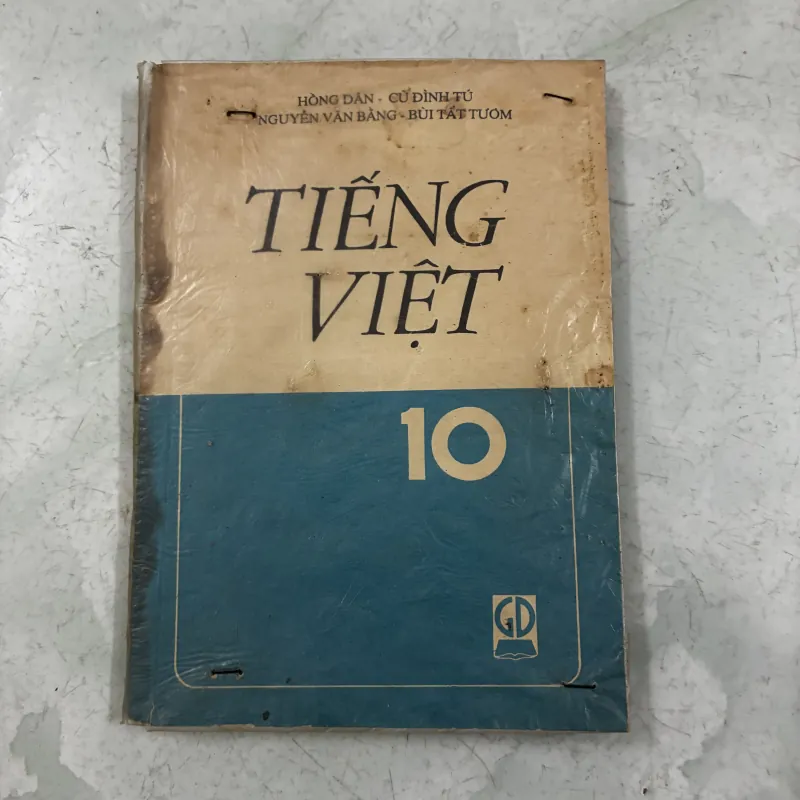 HỒNG DÂN - CÙ ĐÌNH TÚ
NGUYỄN VĂN BẰNG - BÙI TẤT TƯƠM
TIẾNG
VIỆT
10
GD